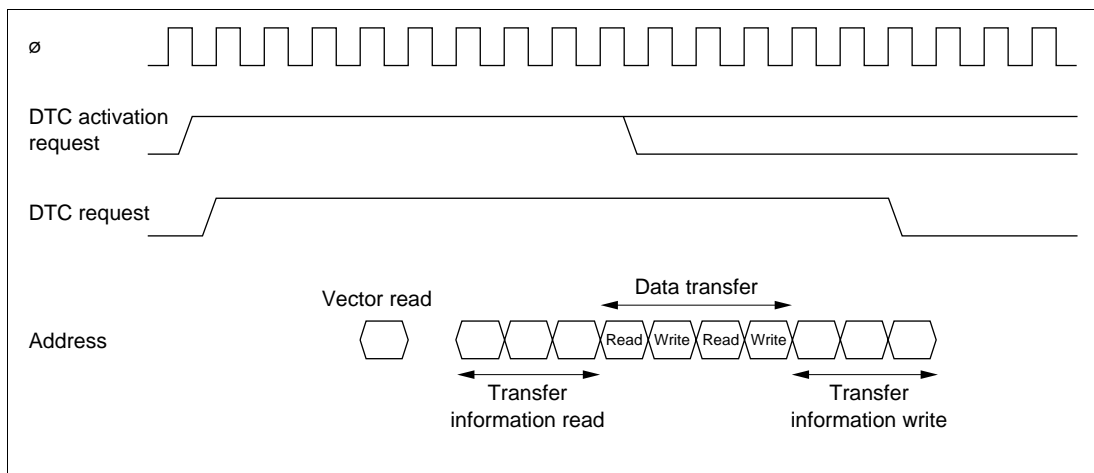 ø
DTC activation
request
DTC request
Data transfer
Vector read
Address
Read Write Read Write
Transfer
information read
Transfer
information write